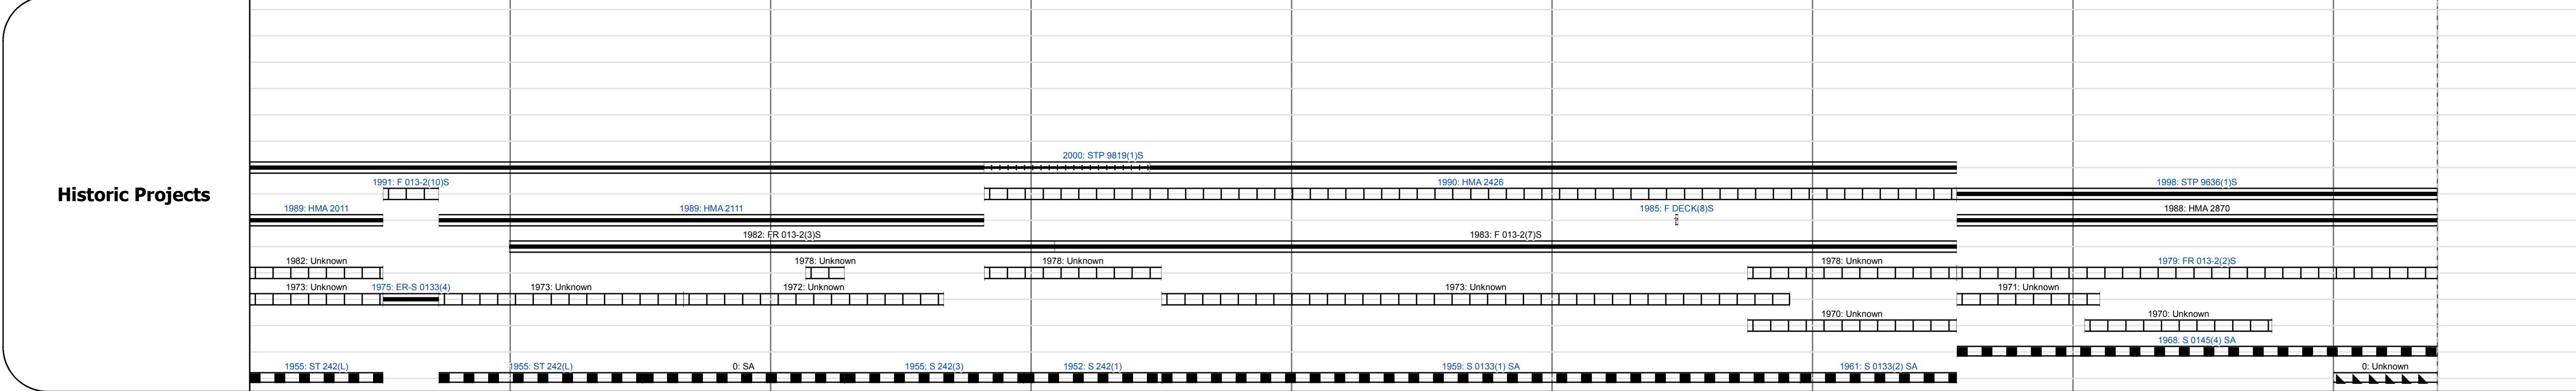 2000: STP 9819(1)S
1991: F 013-2(10)S
1990: HMA 2426
1998: STP 9636(1)S
Historic Projects
1989: HMA 2011
1989: HMA 2111
1985: F DECK(8)S
1988: HMA 2870
1982: FR 013-2(3)S
1983: F 013-2(7)S
1982: Unknown
1978: Unknown
1978: Unknown
1978: Unknown
1979: FR 013-2(2)S
1973: Unknown
1975: ER-S 0133(4)
1973: Unknown
1972: Unknown
1973: Unknown
1971: Unknown
1970: Unknown
1970: Unknown
1968: S 0145(4) SA
1955: ST 242(L)
1955: ST 242(L)
0: SA
1955: S 242(3)
1952: S 242(1)
1959: S 0133(1) SA
1961: S 0133(2) SA
0: Unknown